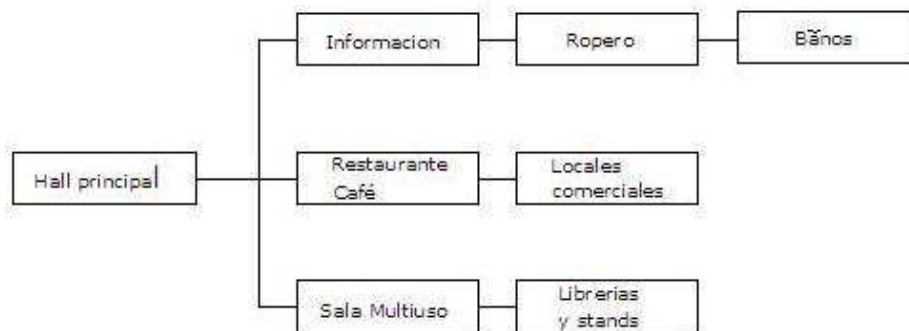 Informacion
Ropero
Bãnos
Hall principal
Restaurante
Café
Locales
comerciales
Sala Multiuso
Librerias
y stands